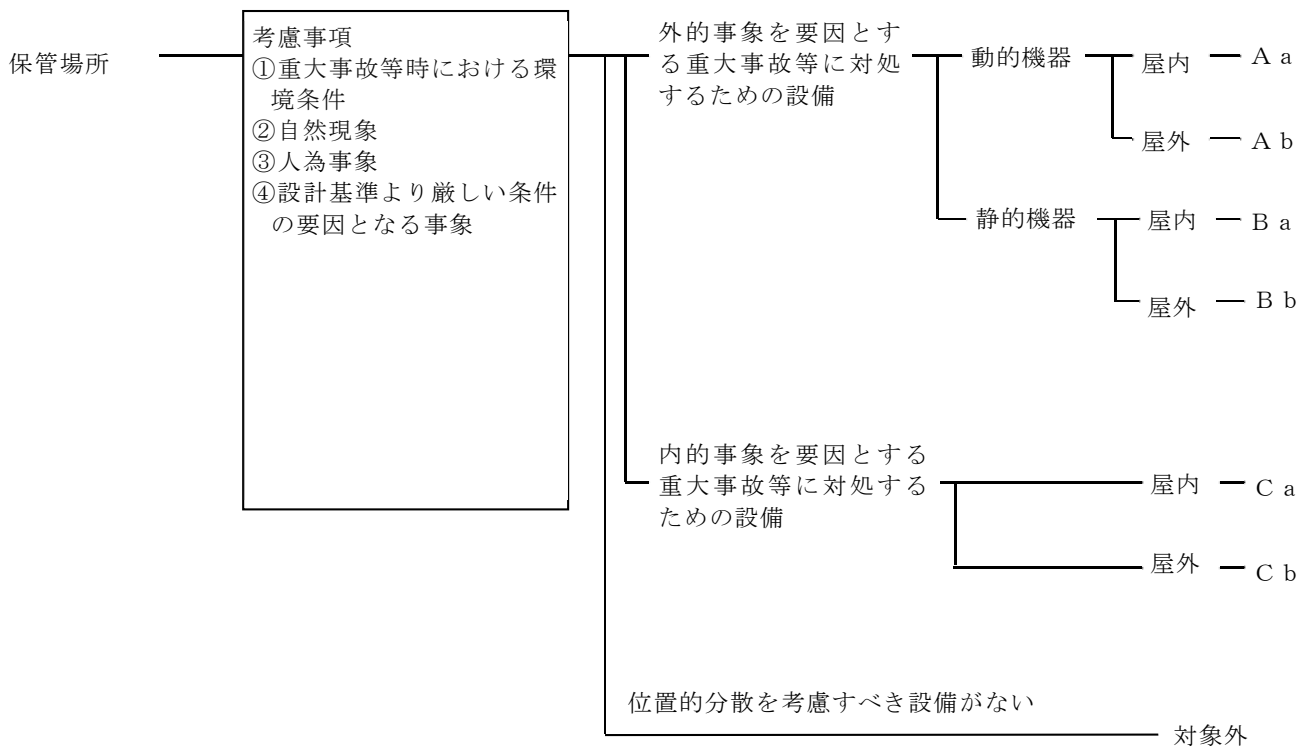 保管場所
考慮事項
①重大事故等時における環
境条件
②自然現象
③人為事象
④設計基準より厳しい条件
の要因となる事象
外的事象を要因とす
る重大事故等に対処
するための設備
動的機器
屋内
Ａａ
屋外
Ａｂ
静的機器
屋内
Ｂａ
屋外
Ｂｂ
内的事象を要因とする
重大事故等に対処する
ための設備
屋内
Ｃａ
屋外
Ｃｂ
位置的分散を考慮すべき設備がない
対象外